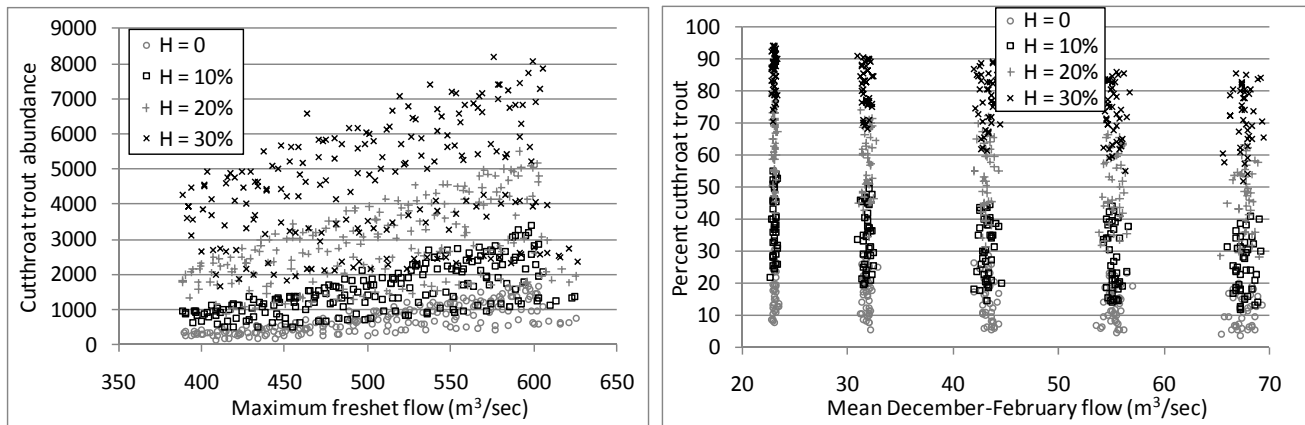 Cutthroat trout abundance
9000
8000
7000
6000
5000
4000
3000
2000
1000
0
H = 0
H = 10%
H = 20%
H = 30%
350 400 450 500 550 600 650
Maximum freshet flow (m³/sec)
Percent cutthroat trout
100
90
80
70
60
50
40
30
20
10
0
H = 0
H = 10%
H = 20%
H = 30%
20 30 40 50 60 70
Mean December-February flow (m³/sec)